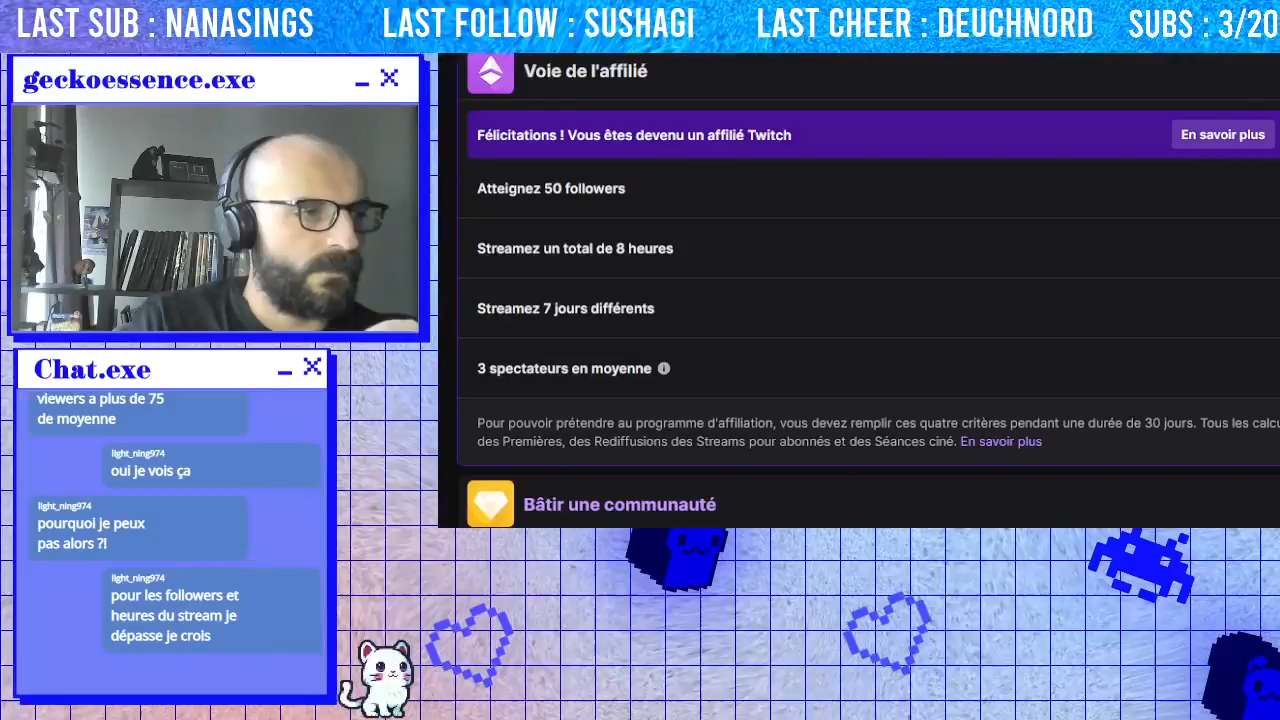 LAST SUB : NANASINGS
LAST FOLLOW : SUSHAGI
LAST CHEER : DEUCHNORD
SUBS : 3/20
geckoessence.exe
Voie de l'affilié
Félicitations ! Vous êtes devenu un affilié Twitch
En savoir plus
Atteignez 50 followers
Streamez un total de 8 heures
Streamez 7 jours différents
3 spectateurs en moyenne
Pour pouvoir prétendre au programme d'affiliation, vous devez remplir ces quatre critères pendant une durée de 30 jours. Tous les calcu
des Premières, des Rediffusions des Streams pour abonnés et des Séances ciné. En savoir plus
Bâtir une communauté
Chat.exe
viewers a plus de 75
de moyenne
light_ning974
oui je vois ça
light_ning974
pourquoi je peux
pas alors ?!
light_ning974
pour les followers et
heures du stream je
dépasse je crois